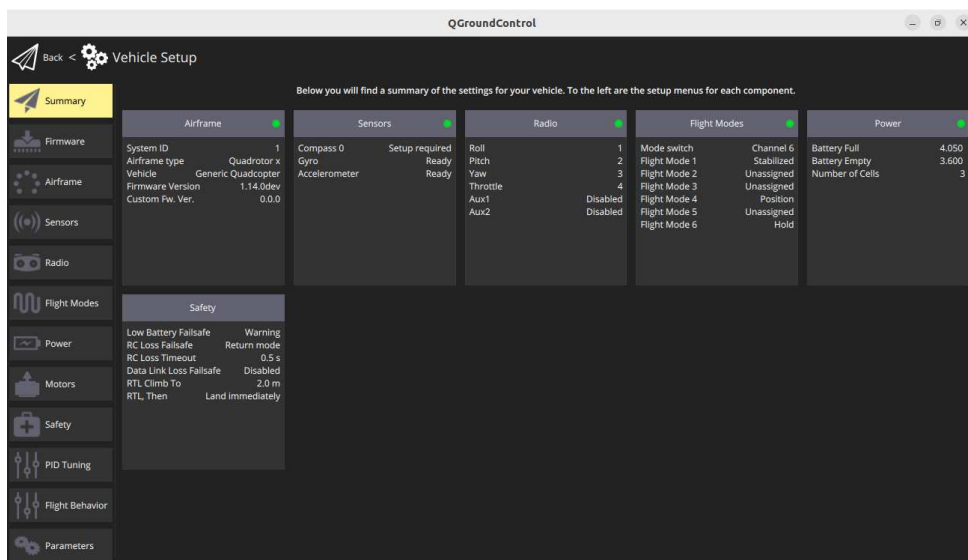 QGroundControl
Back < Vehicle Setup
Summary
Firmware
Airframe
Sensors
Radio
Flight Modes
Power
Motors
Safety
PID Tuning
Flight Behavior
Parameters
Below you will find a summary of the settings for your vehicle. To the left are the setup menus for each component.
Airframe
System ID 1
Airframe type Quadrotor x
Vehicle Generic Quadcopter
Firmware Version 1.14.0dev
Custom Fw. Ver. 0.0.0
Sensors
Compass 0 Setup required
Gyro Ready
Accelerometer Ready
Radio
Roll 1
Pitch 2
Yaw 3
Throttle 4
Aux1 Disabled
Aux2 Disabled
Flight Modes
Mode switch Channel 6
Flight Mode 1 Stabilized
Flight Mode 2 Unassigned
Flight Mode 3 Unassigned
Flight Mode 4 Position
Flight Mode 5 Unassigned
Flight Mode 6 Hold
Power
Battery Full 4.050
Battery Empty 3.600
Number of Cells 3
Safety
Low Battery Failsafe Warning
RC Loss Failsafe Return mode
RC Loss Timeout 0.5 s
Data Link Loss Failsafe Disabled
RTL Climb To 2.0 m
RTL, Then Land immediately